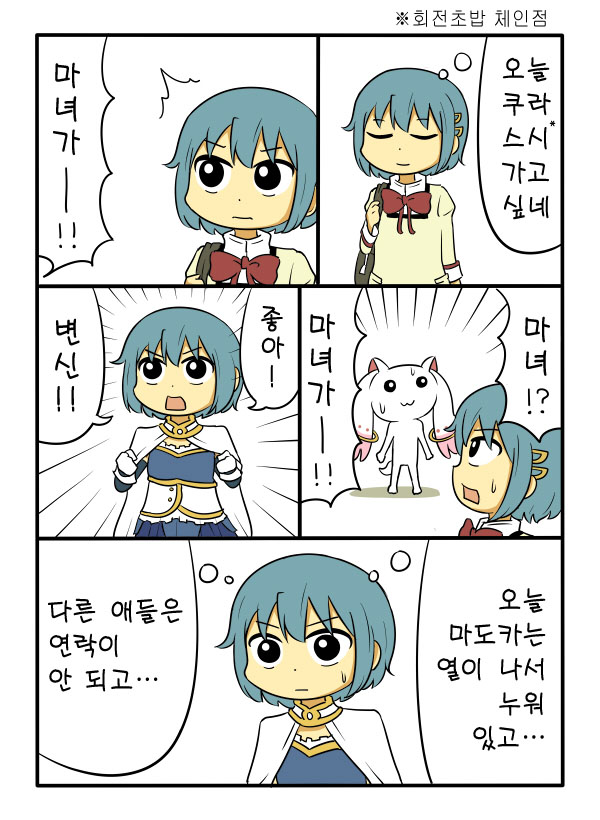 ※회전초밥 체인점
오늘
쿠라
스시*
가고
싶네
마
녀
가
ー
!!
마
녀
!?
마
녀
가
ー
!!
좋
아
!
변
신
!!
오늘
마도카는
열이 나서
누워
있고…
다른 애들은
연락이
안 되고…